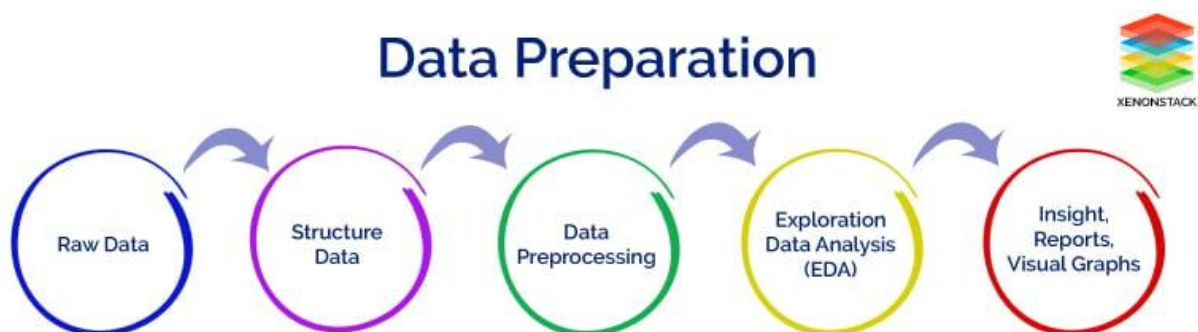 Data Preparation
XENONSTACK
Raw Data
Structure
Data
Data
Preprocessing
Exploration
Data Analysis
(EDA)
Insight,
Reports,
Visual Graphs